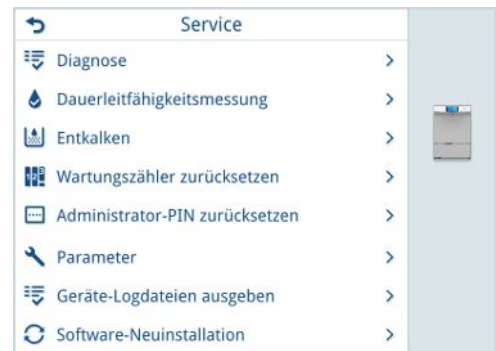 Service
Diagnose
Dauerleitfähigkeitsmessung
Entkalken
Wartungszähler zurücksetzen
Administrator-PIN zurücksetzen
Parameter
Geräte-Logdateien ausgeben
Software-Neuinstallation